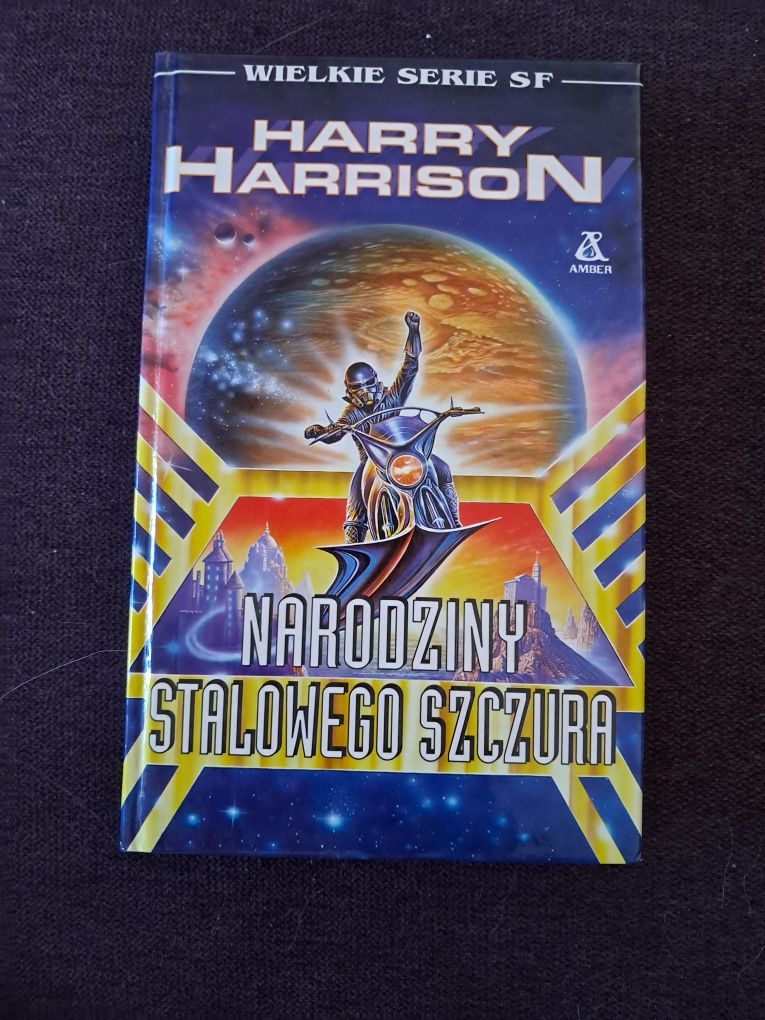 WIELKIE SERIE SF
HARRY
HARRISON
AMBER
NARODZINY
STALOWEGO SZCZURA